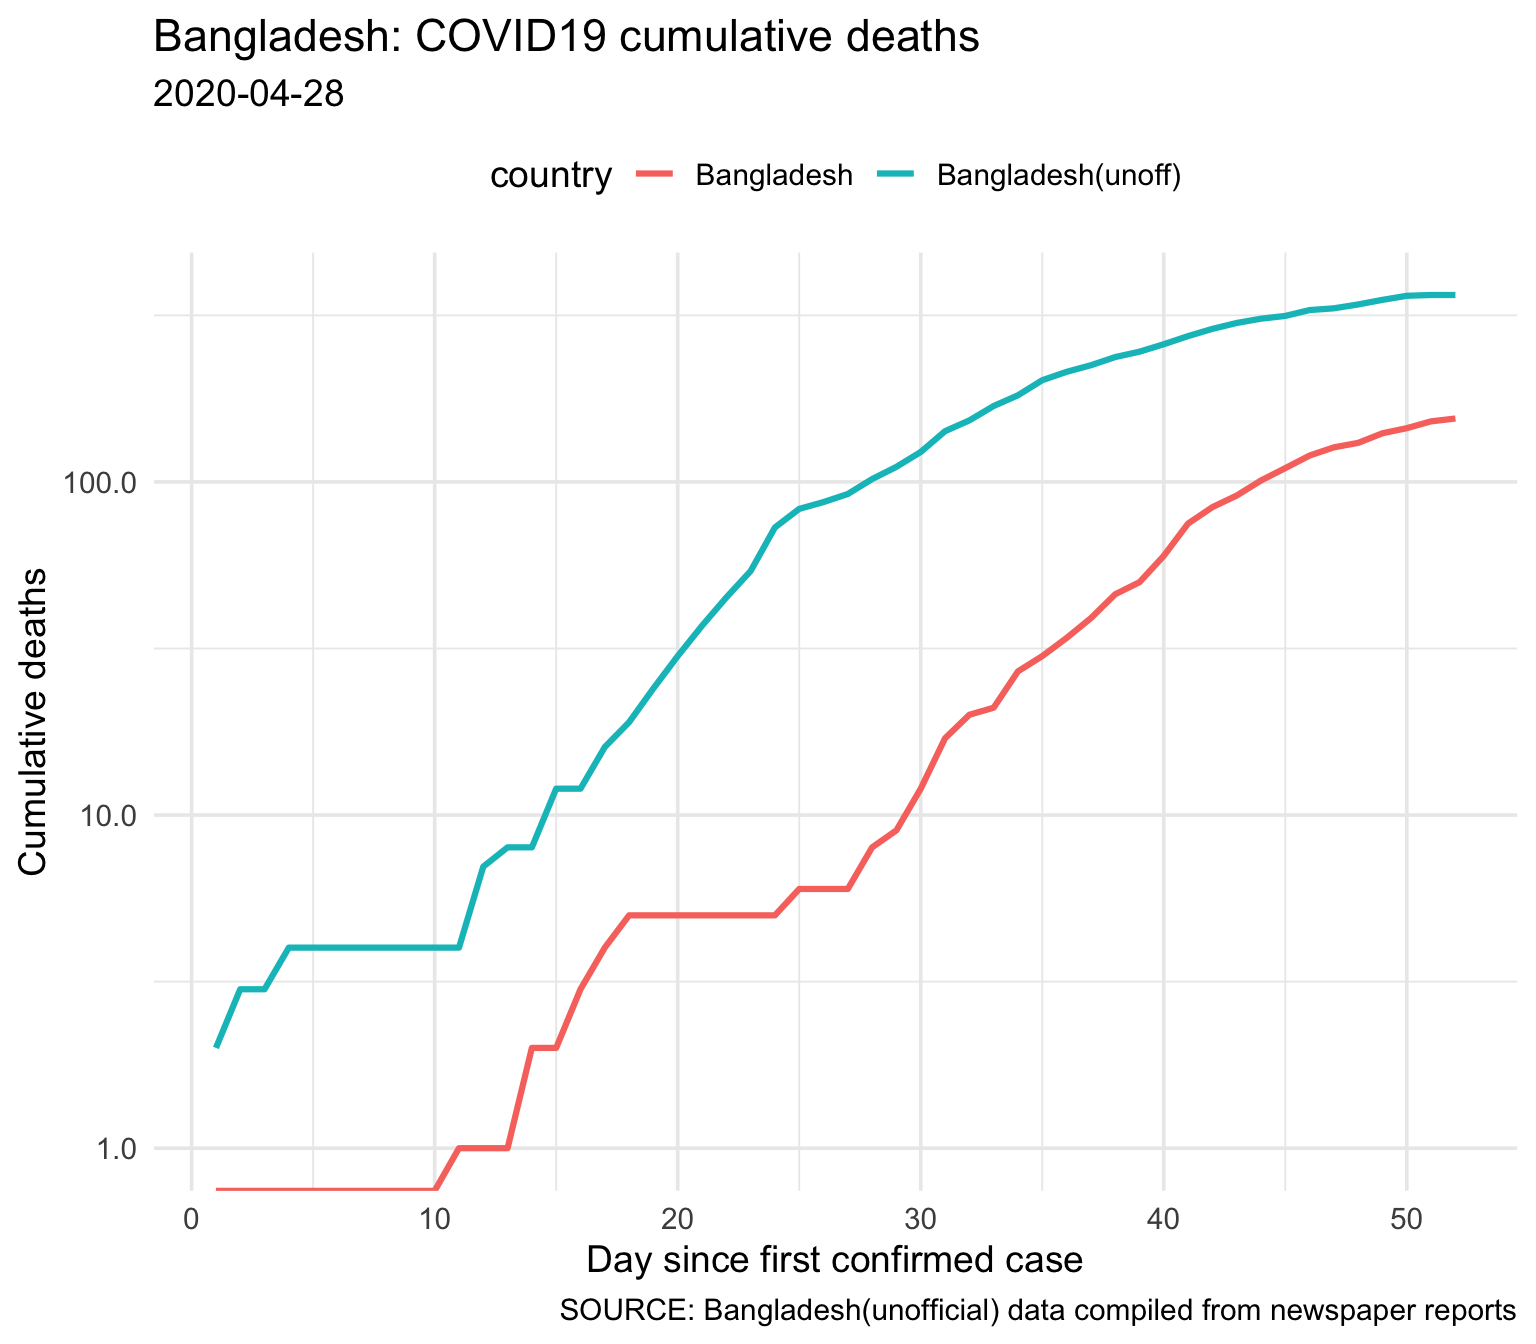 Bangladesh: COVID19 cumulative deaths
2020-04-28
country Bangladesh Bangladesh(unoff)
Cumulative deaths
100.0
10.0
1.0
0 10 20 30 40 50
Day since first confirmed case
SOURCE: Bangladesh(unofficial) data compiled from newspaper reports